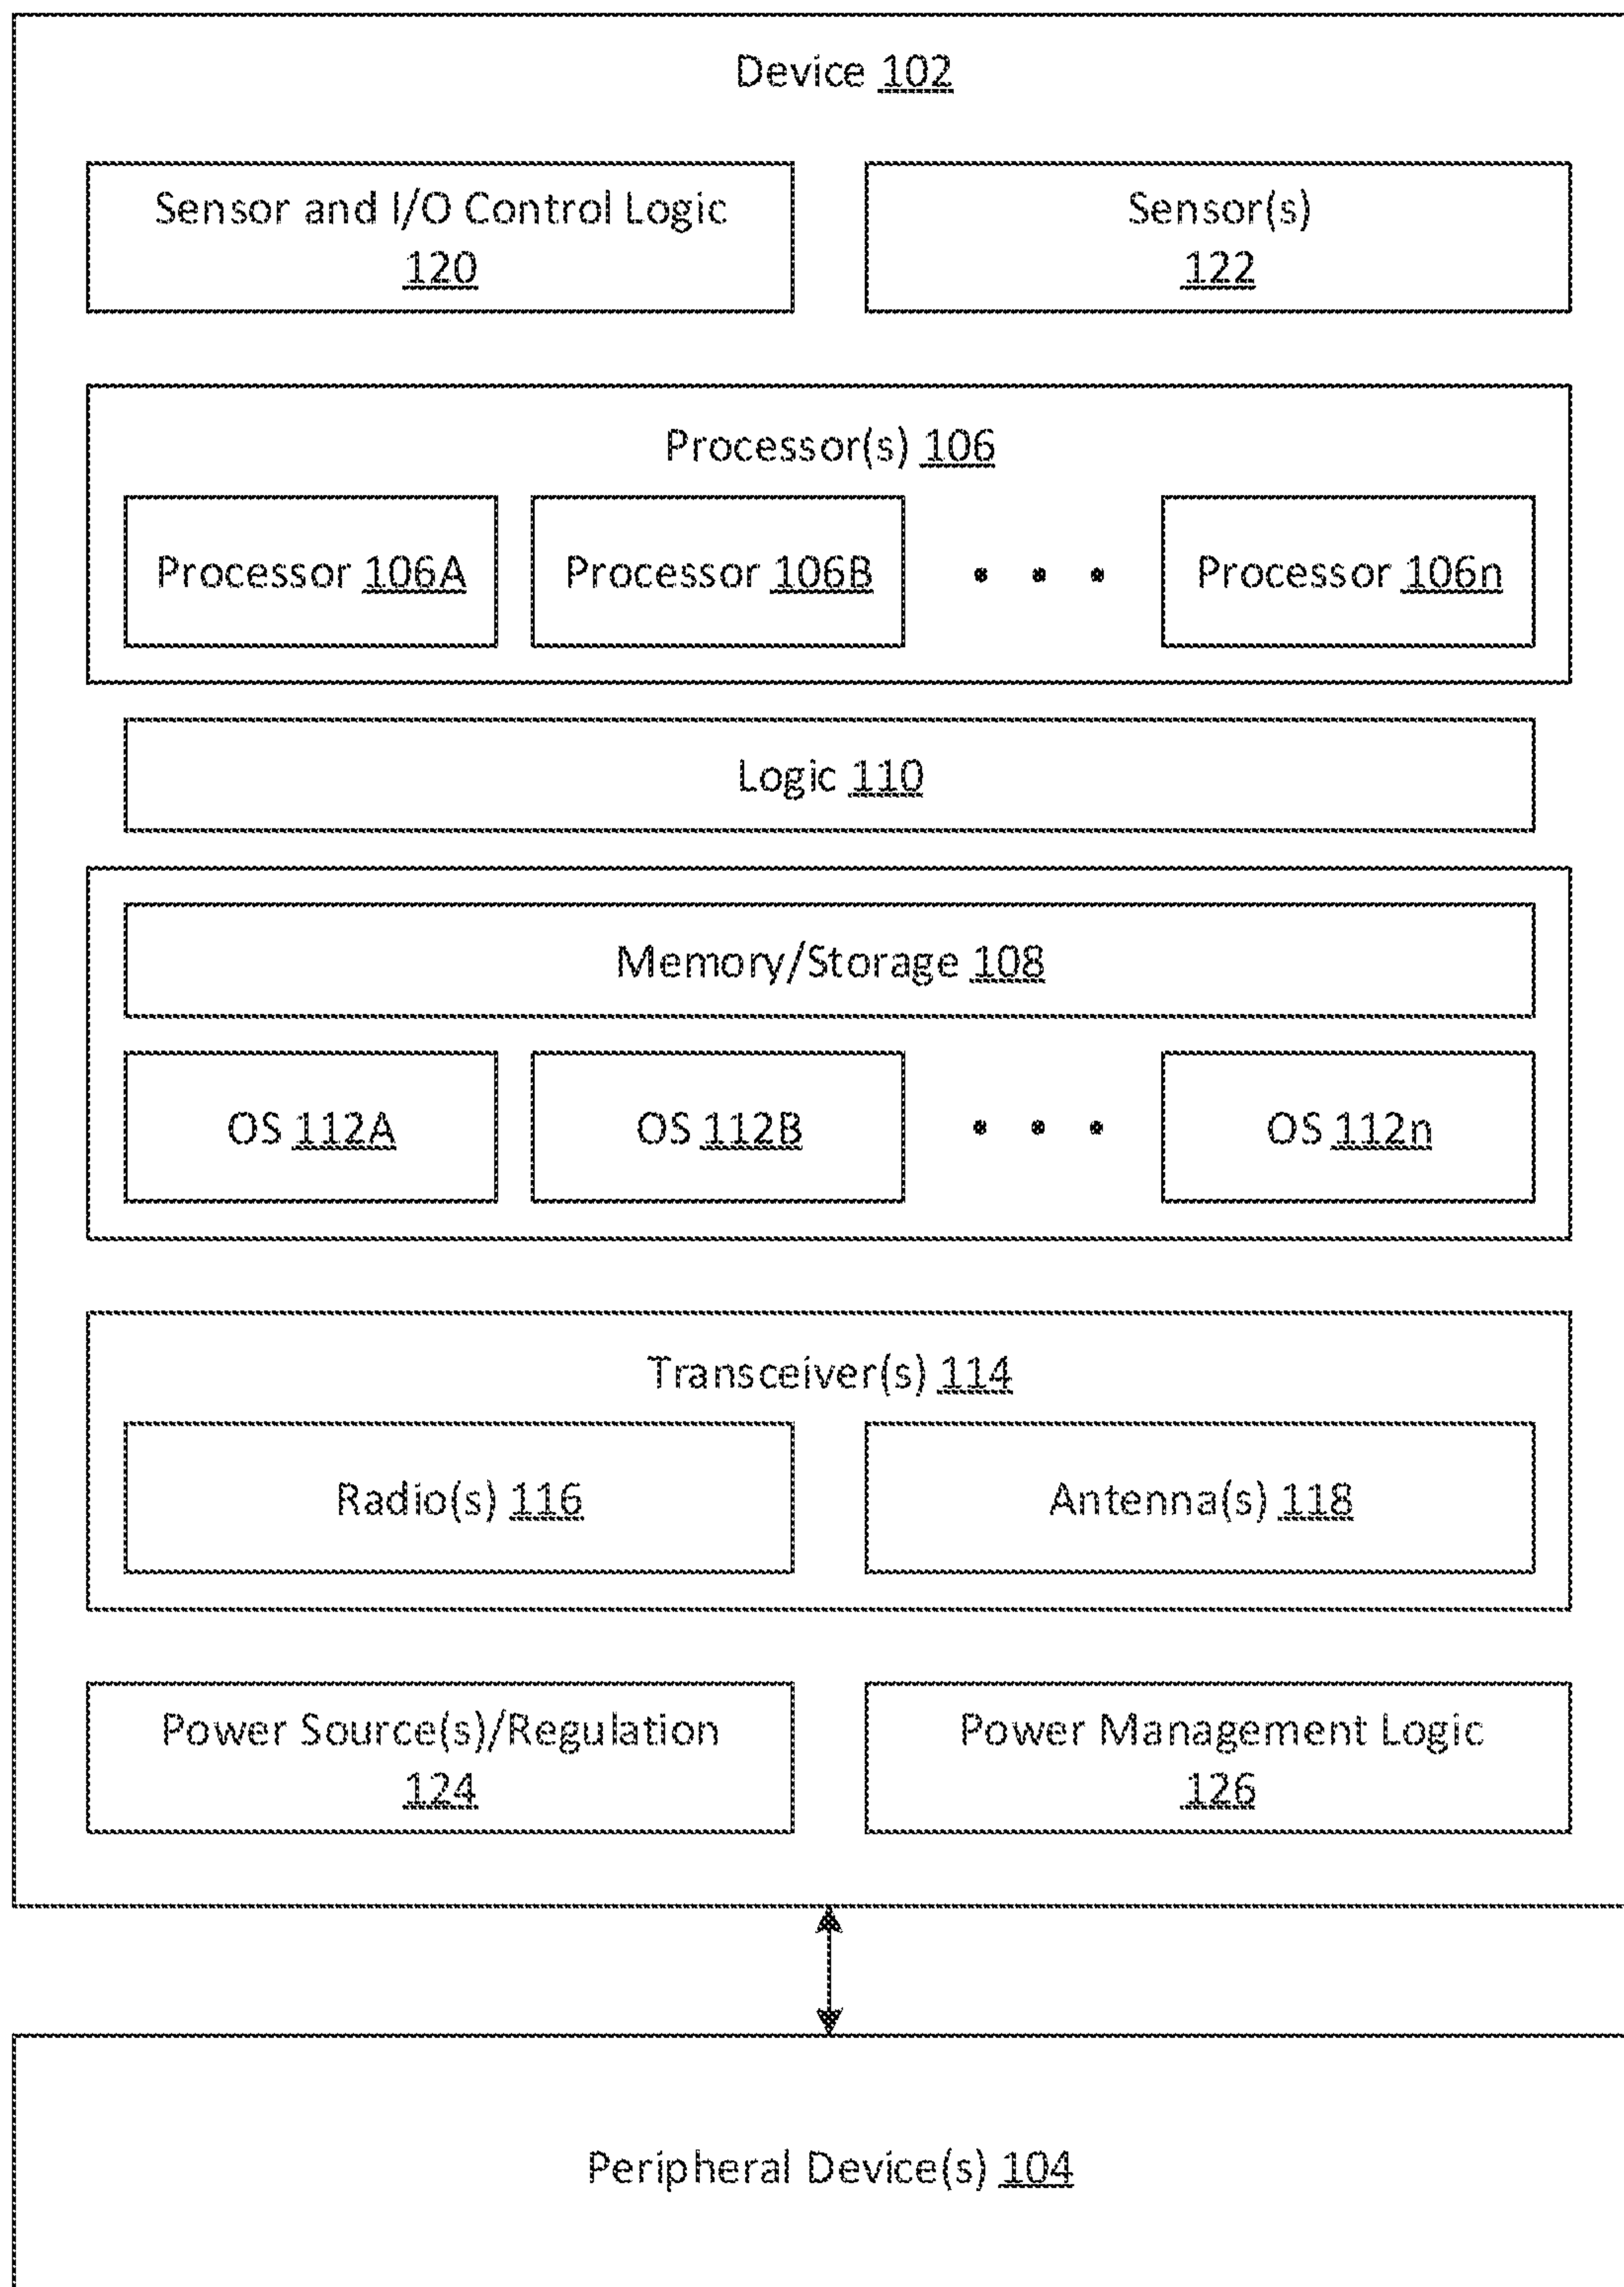 Device 102
Sensor and I/O Control Logic
120
Sensor(s)
122
Processor(s) 106
Processor 106A
Processor 106B
Processor 106n
Logic 110
Memory/Storage 108
OS 112A
OS 112B
OS 112n
Transceiver(s) 114
Radio(s) 116
Antenna(s) 118
Power Source(s)/Regulation
124
Power Management Logic
126
Peripheral Device(s) 104